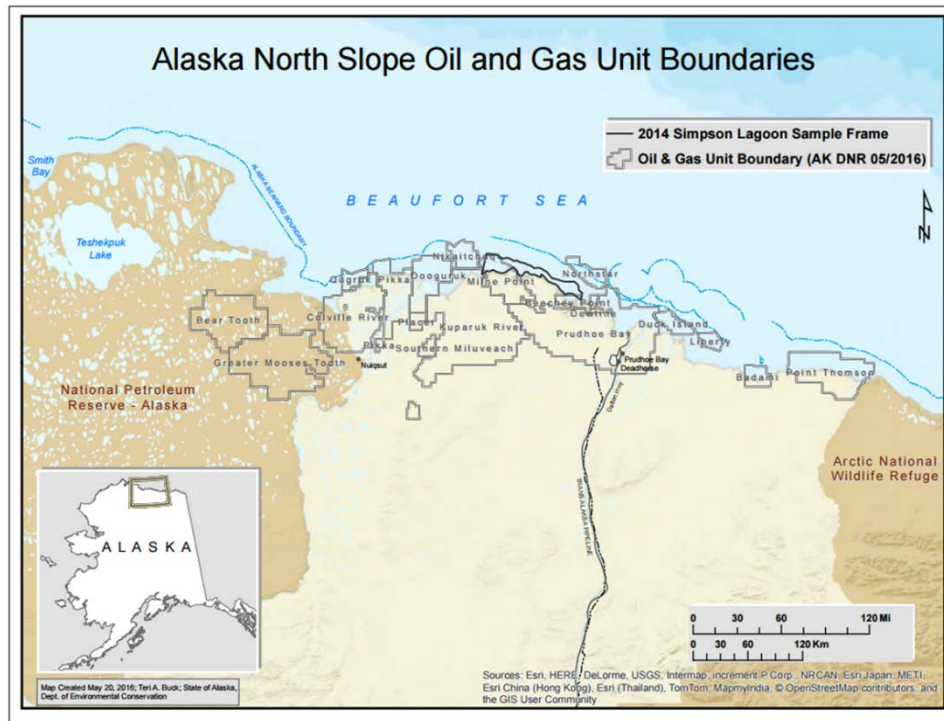 Alaska North Slope Oil and Gas Unit Boundaries
2014 Simpson Lagoon Sample Frame
Oil & Gas Unit Boundary (AK DNR 05/2016)
Smith
Bay
ALASKA SEAWARD BOUNDARY
BEAUFORT SEA
N
Teshekpuk
Lake
Nikaitchuq
Northstar
Qugruk
Pikka
Oooguruk
Milne Point
Beechey Point
Dewline
Bear Tooth
Colville River
Placer
Kuparuk River
Prudhoe Bay
Duck Island
Liberty
Pikka
Southern Miluveach
Greater Mooses Tooth
Nuiqsut
Prudhoe Bay
Deadhorse
Badami
Point Thomson
National Petroleum
Reserve - Alaska
Dalton Hwy
Arctic National
Wildlife Refuge
TRANS ALASKA PIPELINE
ALASKA
0 30 60 120 Mi
0 30 60 120 Km
Map Created May 20, 2016; Teri A. Buck; State of Alaska,
Dept. of Environmental Conservation
Sources: Esri, HERE, DeLorme, USGS, Intermap, increment P Corp., NRCAN, Esri Japan, METI,
Esri China (Hong Kong), Esri (Thailand), TomTom, MapmyIndia, © OpenStreetMap contributors, and
the GIS User Community